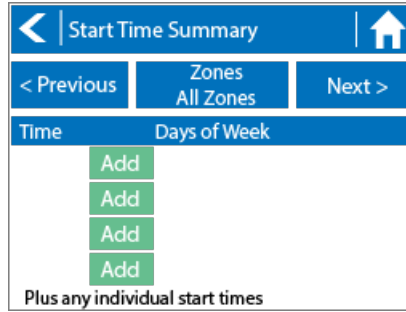 Start Time Summary
< Previous
Zones
All Zones
Next >
Time Days of Week
Add
Add
Add
Add
Plus any individual start times